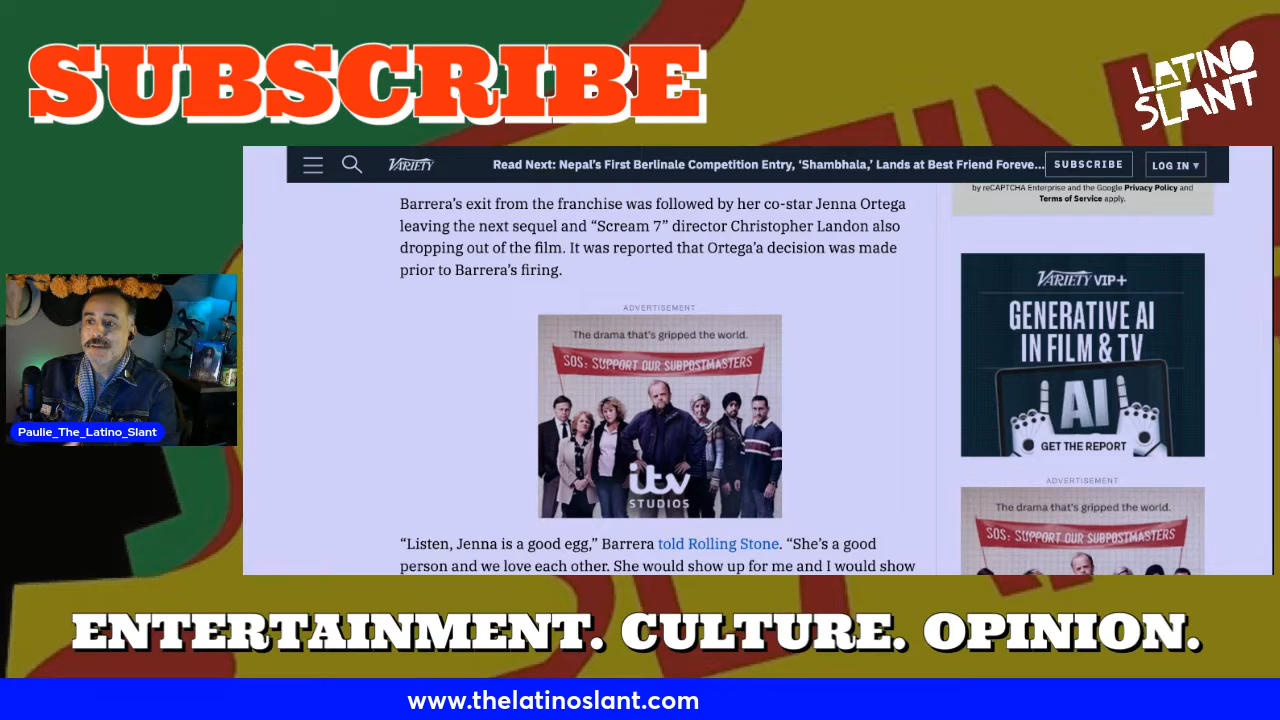 SUBSCRIBE
LATINO
SLANT
VARIETY
Read Next: Nepal's First Berlinale Competition Entry, 'Shambhala,' Lands at Best Friend Foreve...
SUBSCRIBE
LOG IN ▾
Barrera's exit from the franchise was followed by her co-star Jenna Ortega
leaving the next sequel and “Scream 7” director Christopher Landon also
dropping out of the film. It was reported that Ortega'a decision was made
prior to Barrera's firing.
ADVERTISEMENT
The drama that's gripped the world.
SOS: SUPPORT OUR SUBPOSTMASTERS
itv
STUDIOS
“Listen, Jenna is a good egg,” Barrera told Rolling Stone. “She's a good
person and we love each other. She would show up for me and I would show
by reCAPTCHA Enterprise and the Google Privacy Policy and
Terms of Service apply.
VARIETY VIP+
GENERATIVE AI
IN FILM & TV
AI
GET THE REPORT
ADVERTISEMENT
The drama that's gripped the world.
SOS: SUPPORT OUR SUBPOSTMASTERS
Paulie_The_Latino_Slant
ENTERTAINMENT. CULTURE. OPINION.
www.thelatinoslant.com